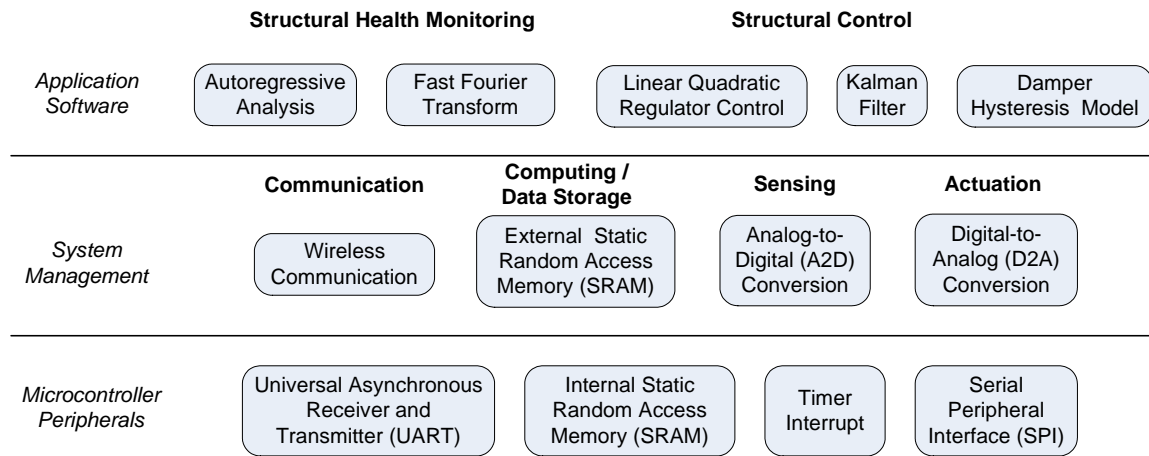 Structural Health Monitoring
Structural Control
Application
Software
Autoregressive
Analysis
Fast Fourier
Transform
Linear Quadratic
Regulator Control
Kalman
Filter
Damper
Hysteresis Model
System
Management
Communication
Wireless
Communication
Computing /
Data Storage
External Static
Random Access
Memory (SRAM)
Sensing
Analog-to-
Digital (A2D)
Conversion
Actuation
Digital-to-
Analog (D2A)
Conversion
Microcontroller
Peripherals
Universal Asynchronous
Receiver and
Transmitter (UART)
Internal Static
Random Access
Memory (SRAM)
Timer
Interrupt
Serial
Peripheral
Interface (SPI)